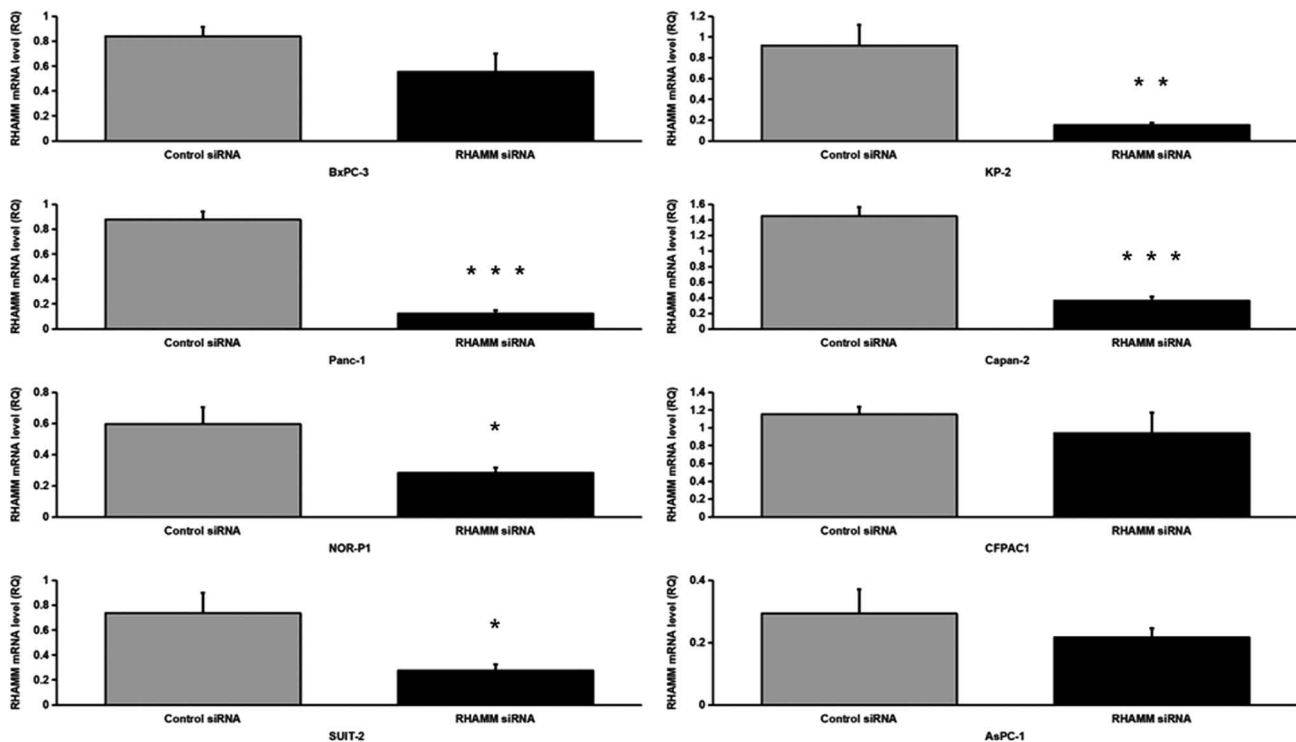 RHAMM mRNA level (RQ)
1
0.8
0.6
0.4
0.2
0
Control siRNA
RHAMM siRNA
BxPC-3
RHAMM mRNA level (RQ)
1.2
1
0.8
0.6
0.4
0.2
0
* *
Control siRNA
RHAMM siRNA
KP-2
RHAMM mRNA level (RQ)
1
0.8
0.6
0.4
0.2
0
* * *
Control siRNA
RHAMM siRNA
Panc-1
RHAMM mRNA level (RQ)
1.6
1.4
1.2
1
0.8
0.6
0.4
0.2
0
* * *
Control siRNA
RHAMM siRNA
Capan-2
RHAMM mRNA level (RQ)
0.8
0.6
0.4
0.2
0
*
Control siRNA
RHAMM siRNA
NOR-P1
RHAMM mRNA level (RQ)
1.4
1.2
1
0.8
0.6
0.4
0.2
0
Control siRNA
RHAMM siRNA
CFPAC1
RHAMM mRNA level (RQ)
1
0.8
0.6
0.4
0.2
0
*
Control siRNA
RHAMM siRNA
SUIT-2
RHAMM mRNA level (RQ)
0.4
0.2
0
Control siRNA
RHAMM siRNA
AsPC-1